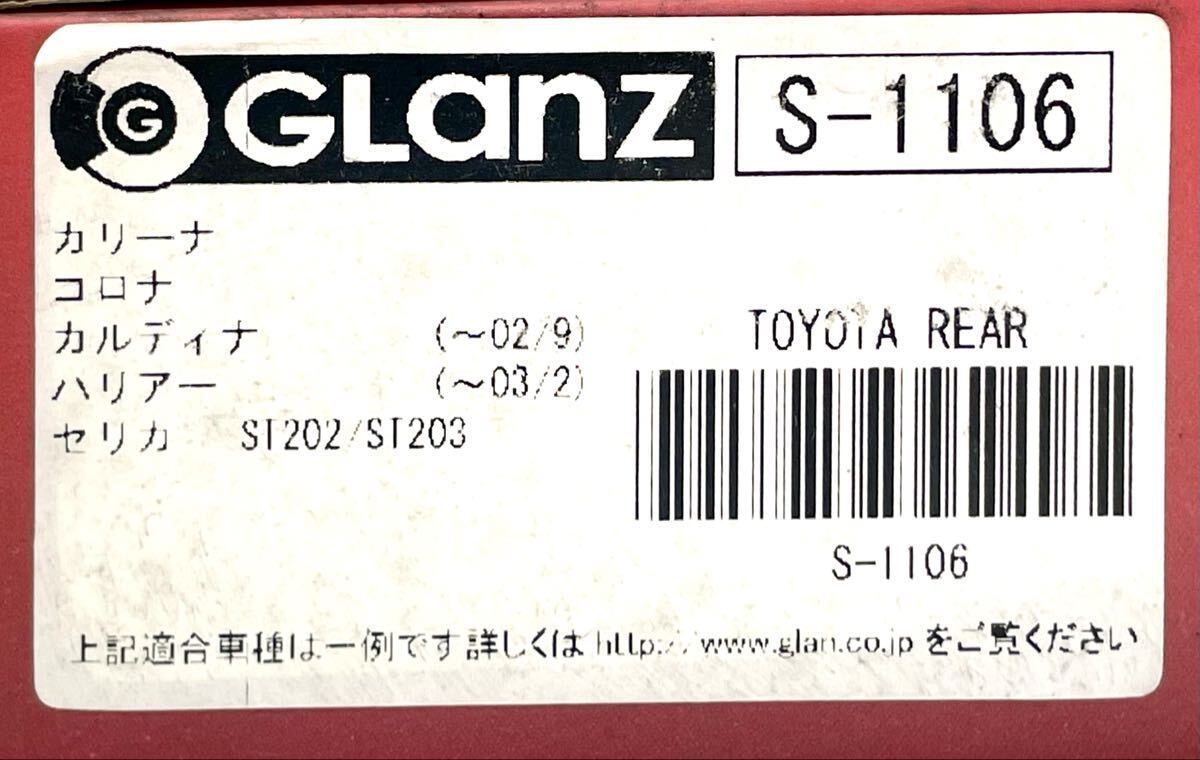 G GLanz S-1106
カリーナ
コロナ
カルディナ (～02/9)
ハリアー (～03/2)
セリカ ST202/ST203
TOYOTA REAR
S-1106
上記適合車種は一例です詳しくは http://www.glan.co.jp をご覧ください